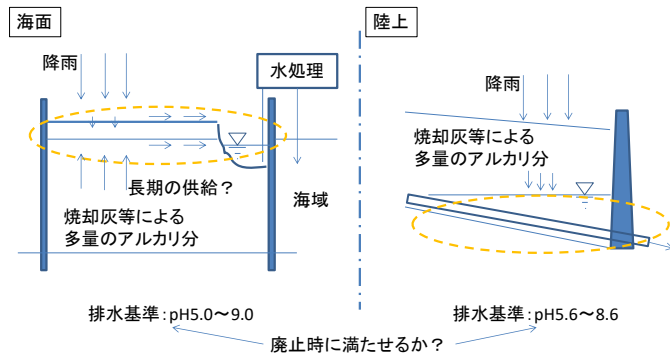 海面
降雨
水処理
長期の供給？
海域
焼却灰等による
多量のアルカリ分
排水基準：pH5.0～9.0
陸上
降雨
焼却灰等による
多量のアルカリ分
排水基準：pH5.6～8.6
廃止時に満たせるか？